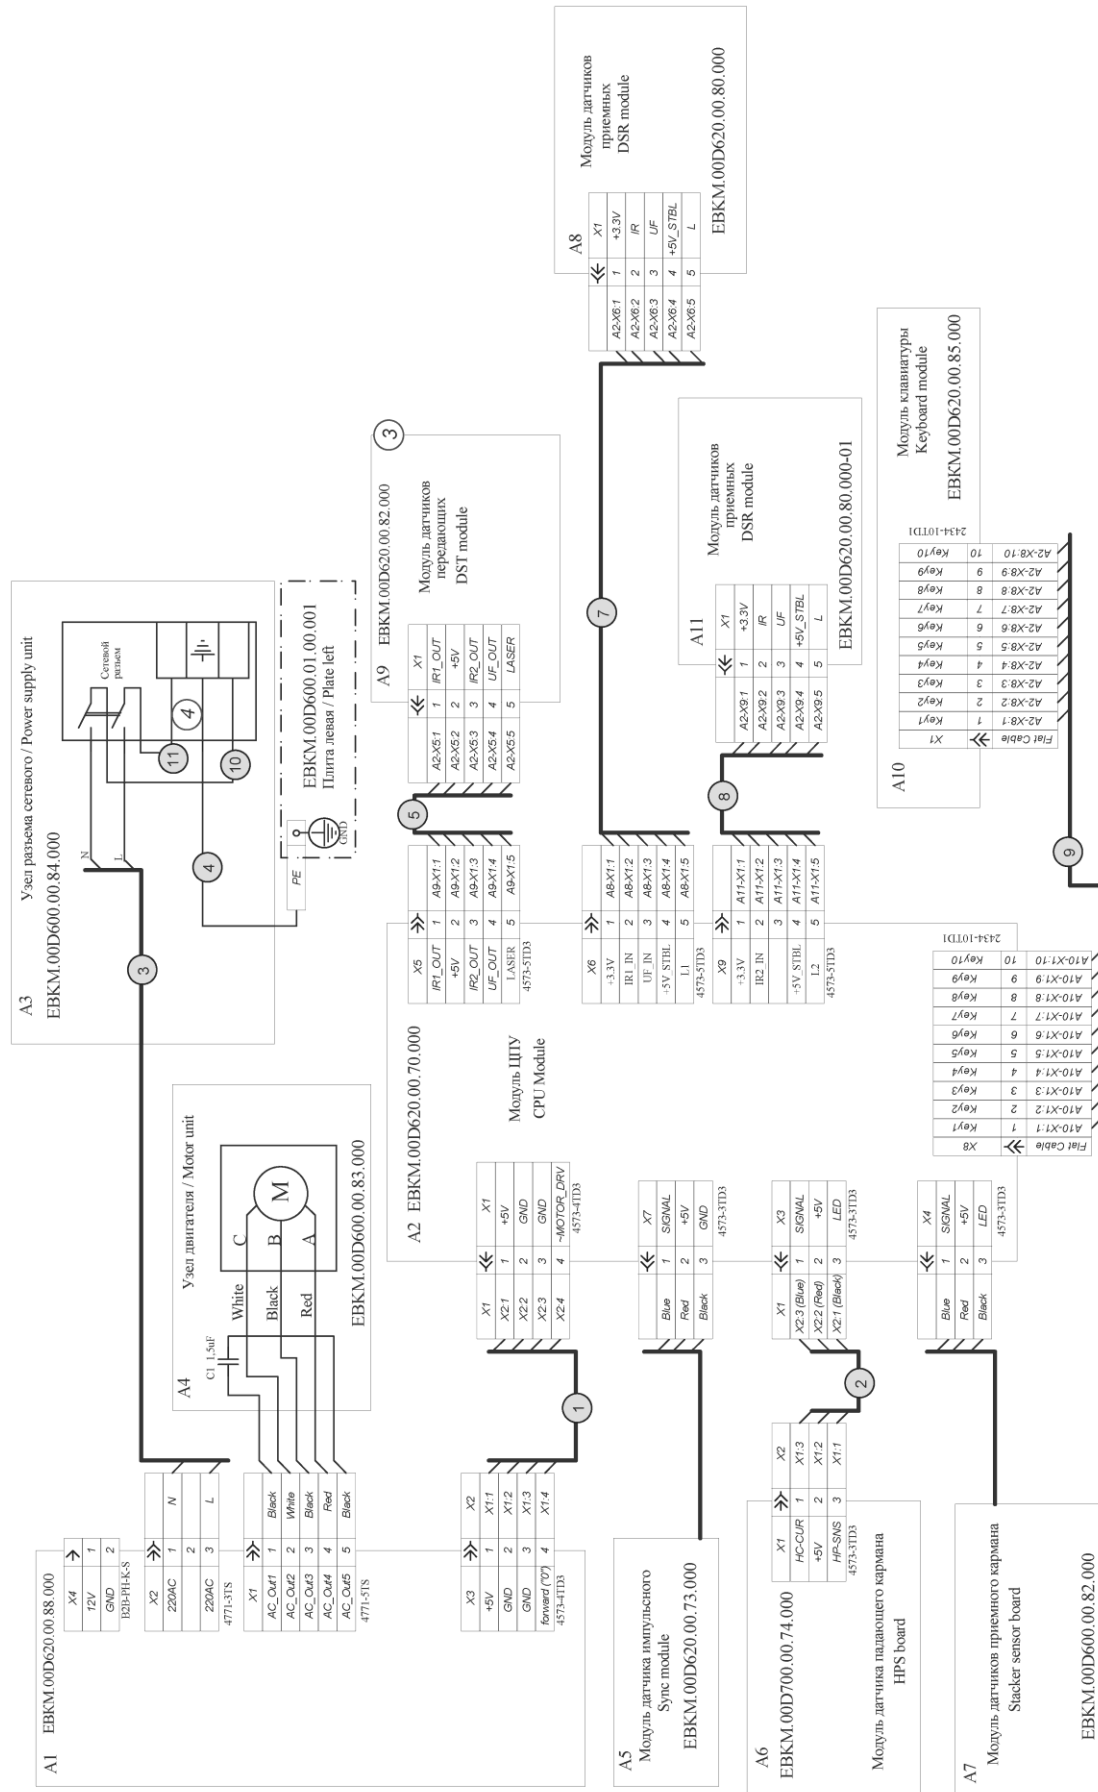 A1 EBKM.00D620.00.88.000
X4
12V 1
GND 2
B2B-PH-K-S
X2
220AC 1 N
2
220AC 3 L
4771-3TS
X1
AC_Out1 1 Black
AC_Out2 2 White
AC_Out3 3 Black
AC_Out4 4 Red
AC_Out5 5 Black
4771-5TS
X3 X2
+5V 1 X1:1
GND 2 X1:2
GND 3 X1:3
forward ("0") 4 X1:4
4573-4TD3
A3
Узел разъема сетевого / Power supply unit
EBKM.00D600.00.84.000
N
L
Сетевой
разъем
3
4
4
11
10
PE
GND
EBKM.00D600.01.00.001
Плита левая / Plate left
A4
Узел двигателя / Motor unit
C1 1,5uF
White C
Black B
Red A
M
EBKM.00D600.00.83.000
1
A5
Модуль датчика импульсного
Sync module
EBKM.00D620.00.73.000
A6
EBKM.00D700.00.74.000
X1 X2
HC-CUR 1 X1:3
+5V 2 X1:2
HP-SNS 3 X1:1
4573-3TD3
Модуль датчика падающего кармана
HPS board
2
A7
Модуль датчиков приемного кармана
Stacker sensor board
EBKM.00D600.00.82.000
A2 EBKM.00D620.00.70.000
Модуль ЦПУ
CPU Module
X1 X1
X2:1 1 +5V
X2:2 2 GND
X2:3 3 GND
X2:4 4 ~MOTOR_DRV
4573-4TD3
X7
Blue 1 SIGNAL
Red 2 +5V
Black 3 GND
4573-3TD3
X1 X3
X2:3 (Blue) 1 SIGNAL
X2:2 (Red) 2 +5V
X2:1 (Black) 3 LED
4573-3TD3
X4
Blue 1 SIGNAL
Red 2 +5V
Black 3 LED
4573-3TD3
X5
IR1_OUT 1 A9-X1:1
+5V 2 A9-X1:2
IR2_OUT 3 A9-X1:3
UF_OUT 4 A9-X1:4
LASER 5 A9-X1:5
4573-5TD3
X6
+3.3V 1 A8-X1:1
IR1_IN 2 A8-X1:2
UF_IN 3 A8-X1:3
+5V_STBL 4 A8-X1:4
L1 5 A8-X1:5
4573-5TD3
X9
+3.3V 1 A11-X1:1
IR2_IN 2 A11-X1:2
3 A11-X1:3
+5V_STBL 4 A11-X1:4
L2 5 A11-X1:5
4573-5TD3
Flat Cable X8
A10-X1:1 1 Key1
A10-X1:2 2 Key2
A10-X1:3 3 Key3
A10-X1:4 4 Key4
A10-X1:5 5 Key5
A10-X1:6 6 Key6
A10-X1:7 7 Key7
A10-X1:8 8 Key8
A10-X1:9 9 Key9
A10-X1:10 10 Key10
2434-10TD1
5
7
8
9
A9 EBKM.00D620.00.82.000
3
X1
A2-X5:1 1 IR1_OUT
A2-X5:2 2 +5V
A2-X5:3 3 IR2_OUT
A2-X5:4 4 UF_OUT
A2-X5:5 5 LASER
Модуль датчиков
передающих
DST module
A8
X1
A2-X6:1 1 +3.3V
A2-X6:2 2 IR
A2-X6:3 3 UF
A2-X6:4 4 +5V_STBL
A2-X6:5 5 L
Модуль датчиков
приемных
DSR module
EBKM.00D620.00.80.000
A11
X1
A2-X9:1 1 +3.3V
A2-X9:2 2 IR
A2-X9:3 3 UF
A2-X9:4 4 +5V_STBL
A2-X9:5 5 L
Модуль датчиков
приемных
DSR module
EBKM.00D620.00.80.000-01
A10
Flat Cable X1
A2-X8:1 1 Key1
A2-X8:2 2 Key2
A2-X8:3 3 Key3
A2-X8:4 4 Key4
A2-X8:5 5 Key5
A2-X8:6 6 Key6
A2-X8:7 7 Key7
A2-X8:8 8 Key8
A2-X8:9 9 Key9
A2-X8:10 10 Key10
2434-10TD1
Модуль клавиатуры
Keyboard module
EBKM.00D620.00.85.000